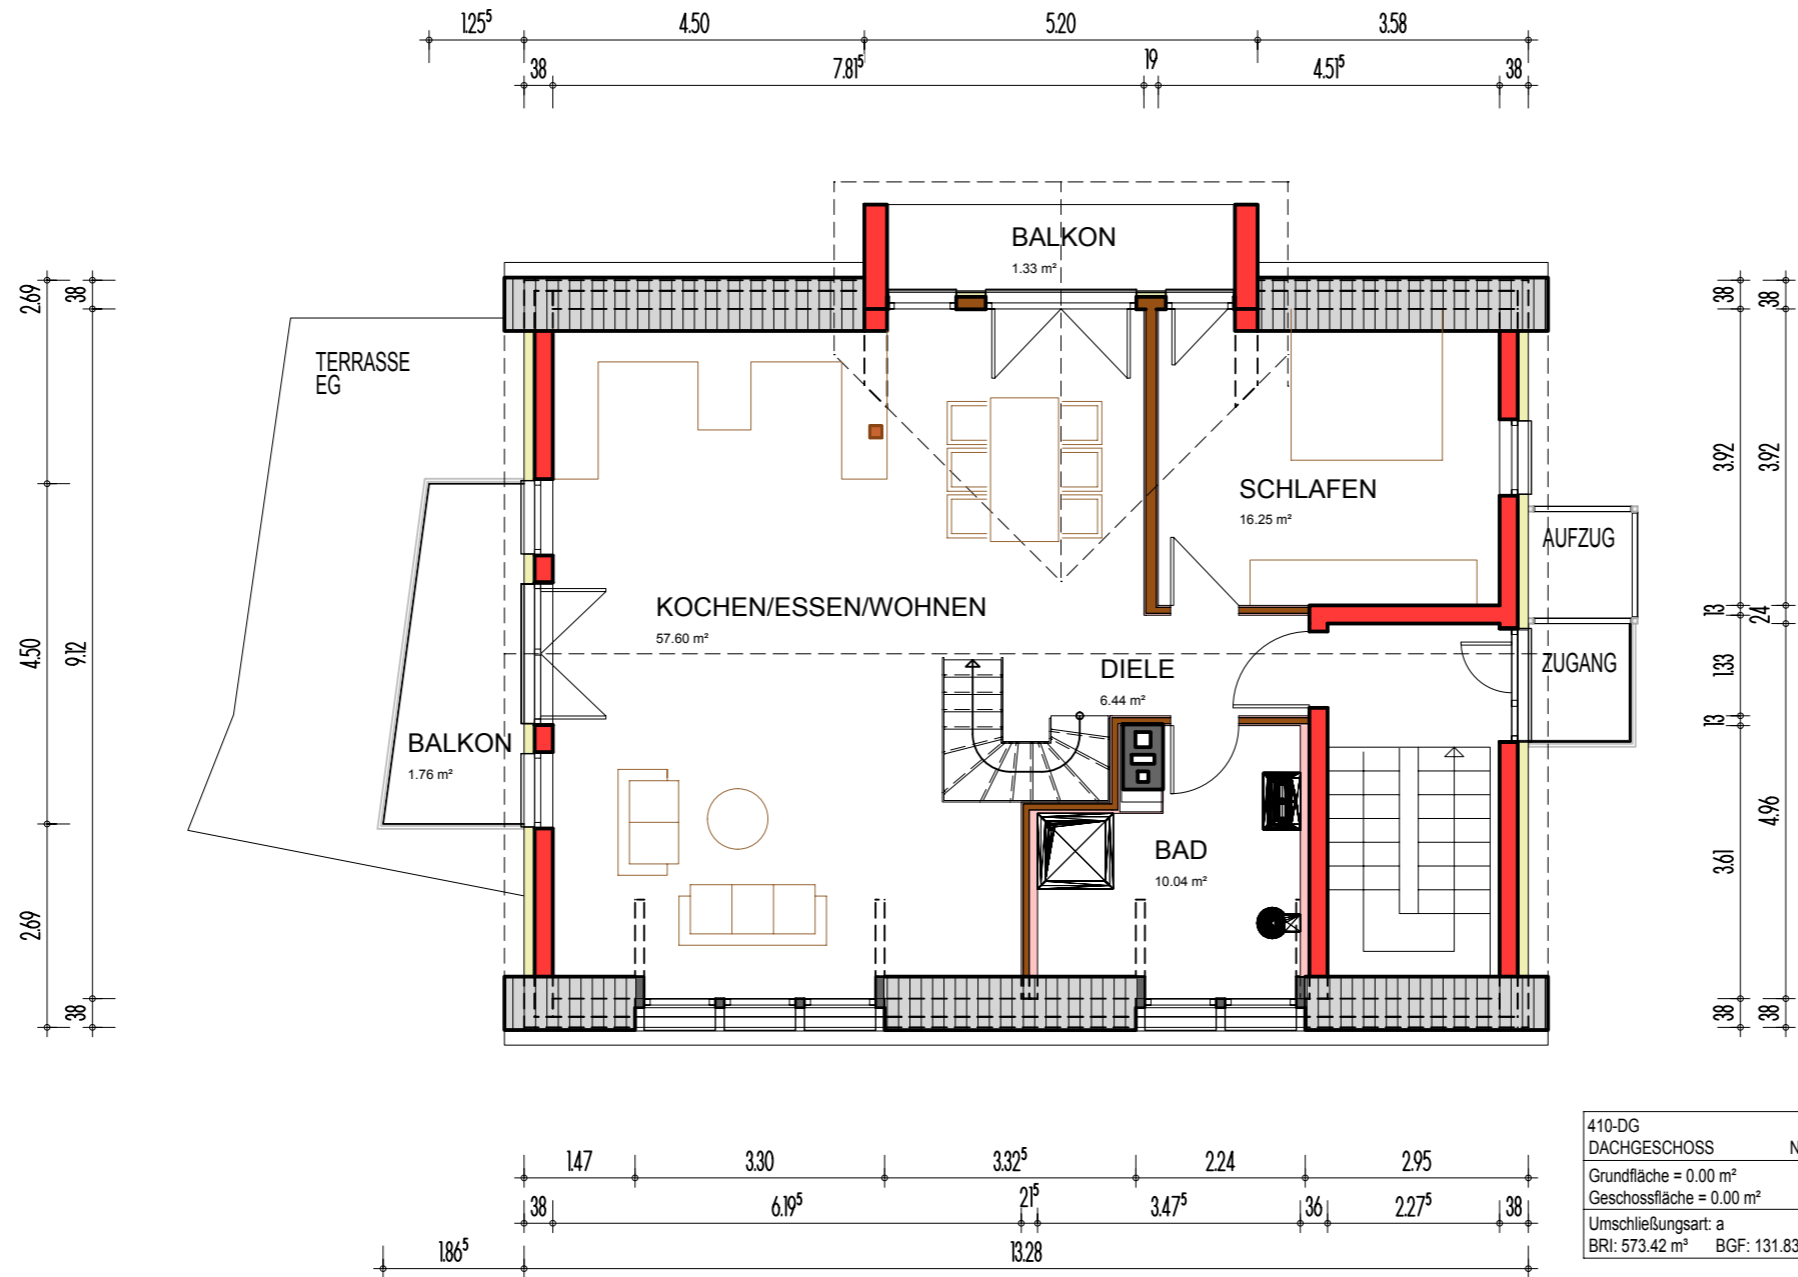 1.25⁵ 4.50 5.20 3.58
38 7.81⁵ 19 4.51⁵ 38
BALKON
1.33 m²
2.69 38
38 38
TERRASSE
EG
3.92 3.92
SCHLAFEN
16.25 m²
AUFZUG
KOCHEN/ESSEN/WOHNEN
57.60 m²
13 24
4.50 9.12
DIELE
6.44 m²
ZUGANG
1.33
13
BALKON
1.76 m²
BAD
10.04 m²
4.96
3.61
2.69
38
38 38
1.47 3.30 3.32⁵ 2.24 2.95
38 6.19⁵ 21⁵ 3.47⁵ 36 2.27⁵ 38
1.86⁵ 13.28
410-DG
DACHGESCHOSS N
Grundfläche = 0.00 m²
Geschossfläche = 0.00 m²
Umschließungsart: a
BRI: 573.42 m³ BGF: 131.83